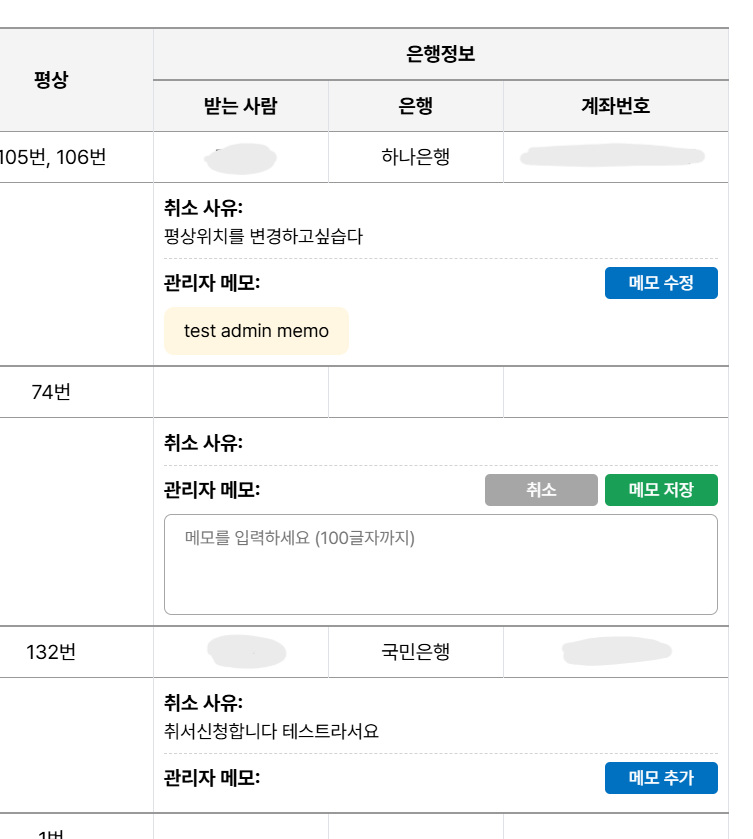 평상
은행정보
받는 사람
은행
계좌번호
105번, 106번
하나은행
취소 사유:
평상위치를 변경하고싶습다
관리자 메모:
메모 수정
test admin memo
74번
취소 사유:
관리자 메모:
취소
메모 저장
메모를 입력하세요 (100글자까지)
132번
국민은행
취소 사유:
취서신청합니다 테스트라서요
관리자 메모:
메모 추가
1번